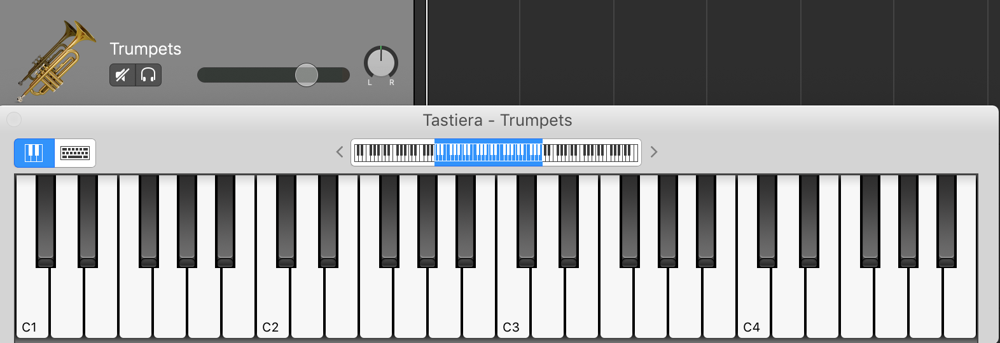 Trumpets
L R
Tastiera - Trumpets
C1 C2 C3 C4